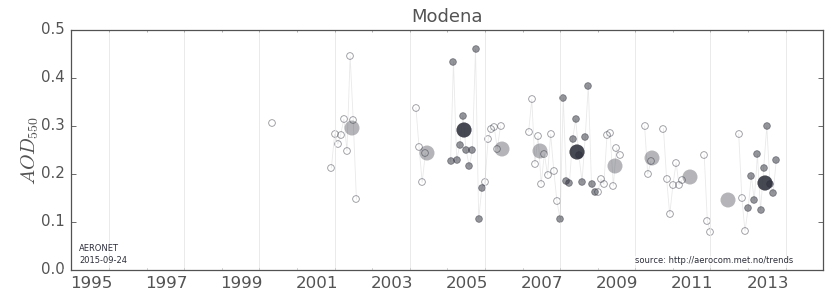 Modena
0.5
0.4
0.3
0.2
0.1
0.0
AOD550
AERONET
2015-09-24
source: http://aerocom.met.no/trends
1995 1997 1999 2001 2003 2005 2007 2009 2011 2013